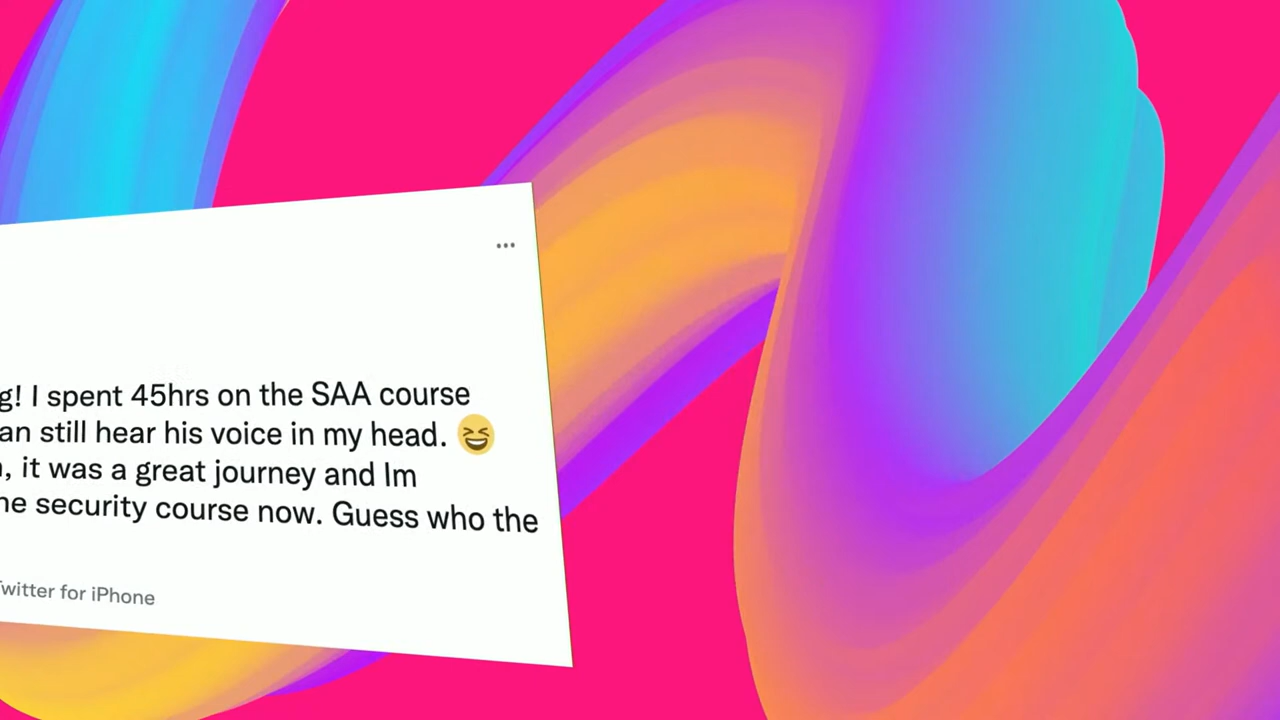 g! I spent 45hrs on the SAA course
an still hear his voice in my head. 😆
, it was a great journey and Im
he security course now. Guess who the
Twitter for iPhone